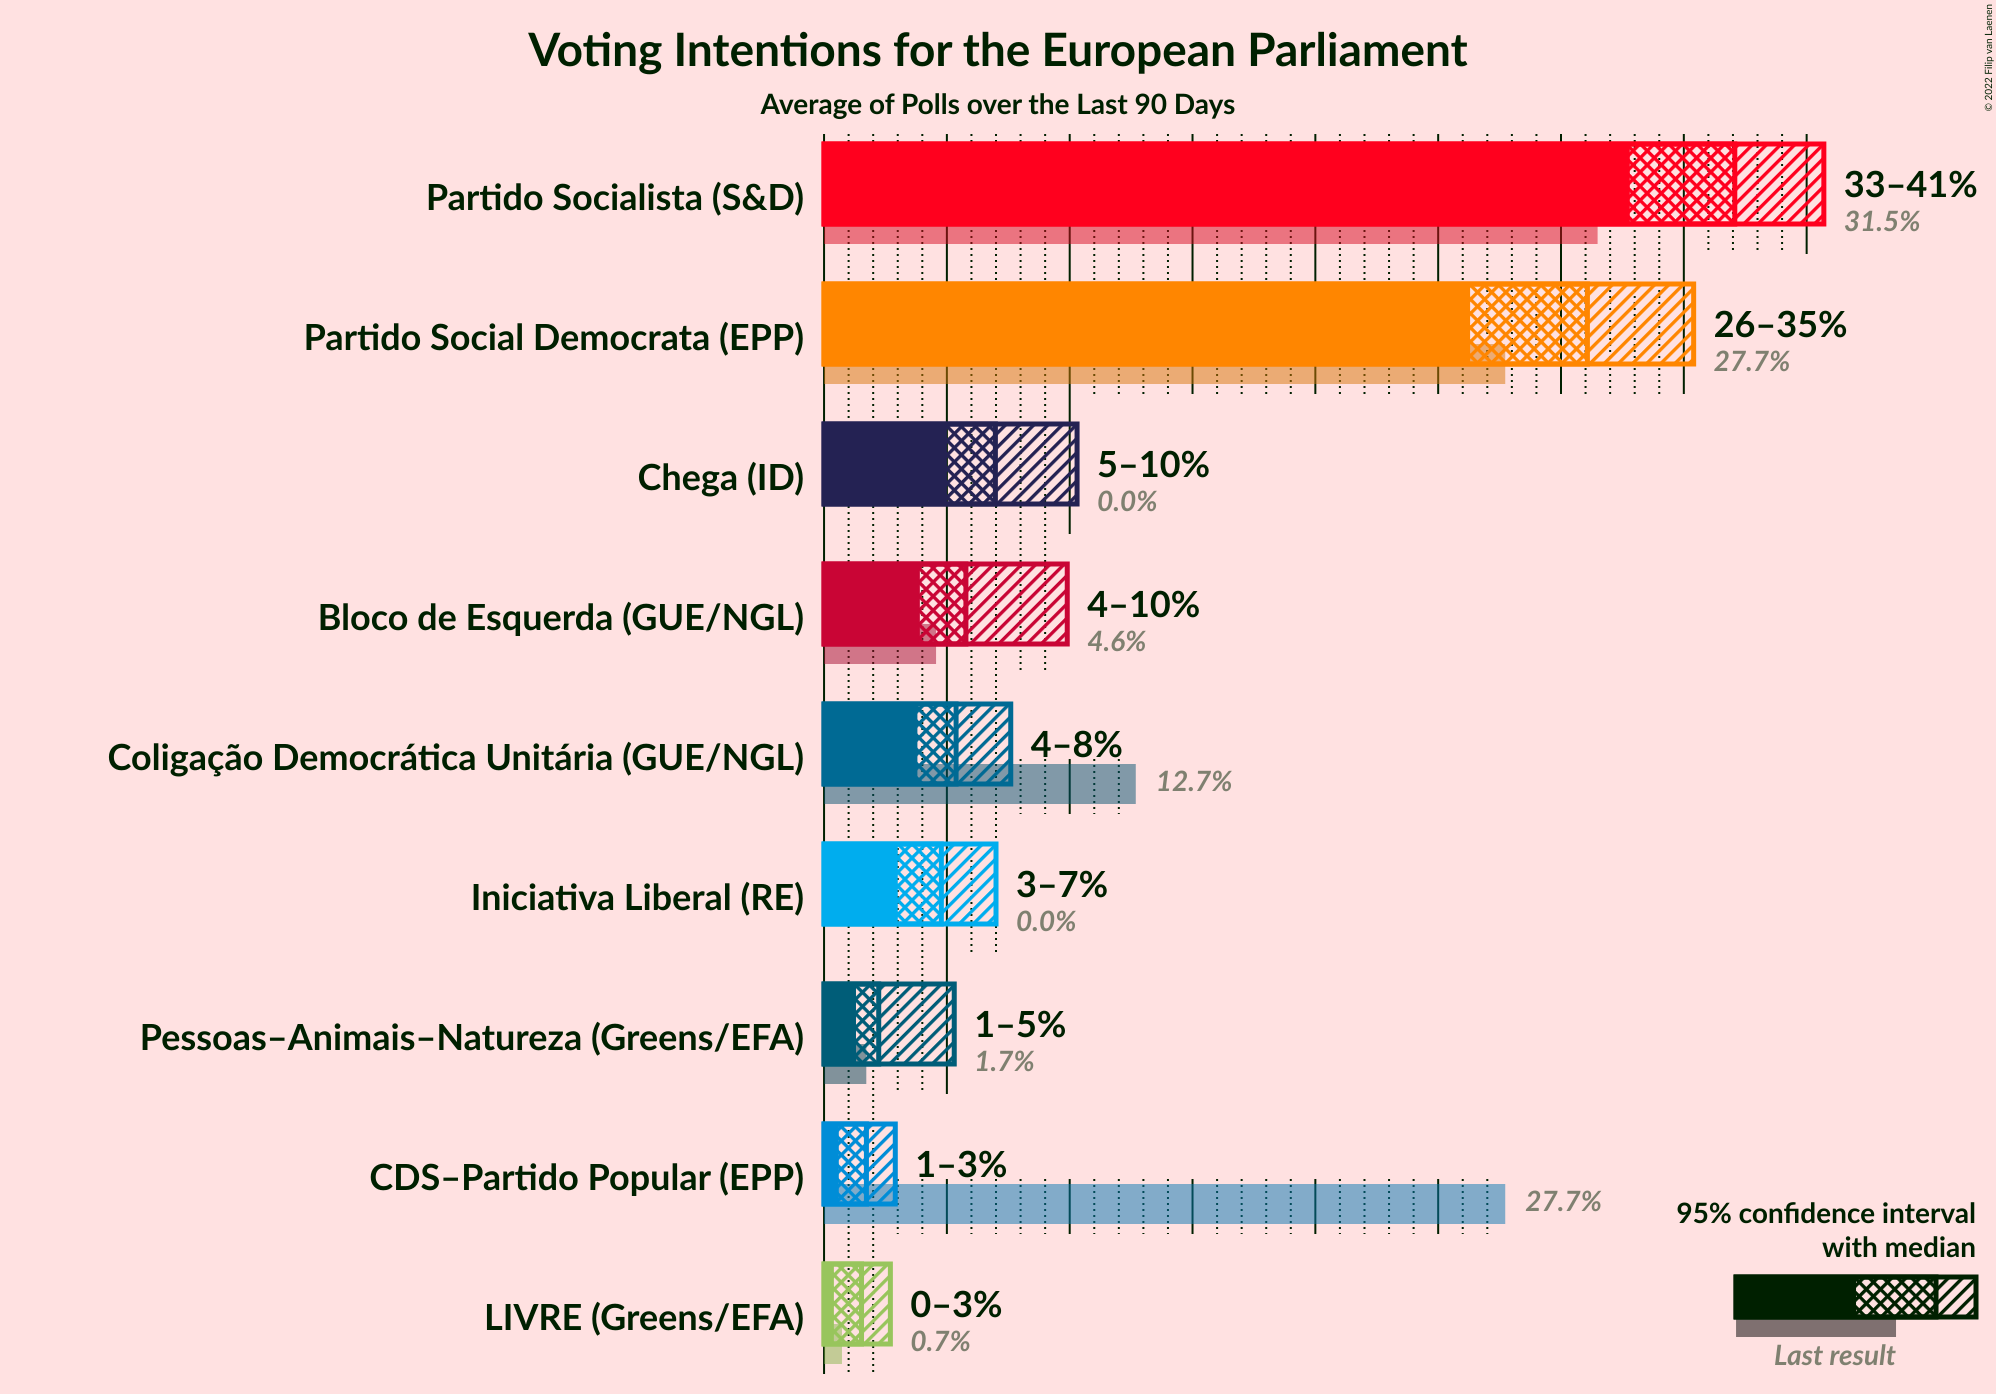 Voting Intentions for the European Parliament
Average of Polls over the Last 90 Days
© 2022 Filip van Laenen
Partido Socialista (S&D)
33–41%
31.5%
Partido Social Democrata (EPP)
26–35%
27.7%
Chega (ID)
5–10%
0.0%
Bloco de Esquerda (GUE/NGL)
4–10%
4.6%
Coligação Democrática Unitária (GUE/NGL)
4–8%
12.7%
Iniciativa Liberal (RE)
3–7%
0.0%
Pessoas–Animais–Natureza (Greens/EFA)
1–5%
1.7%
CDS–Partido Popular (EPP)
1–3%
27.7%
LIVRE (Greens/EFA)
0–3%
0.7%
95% confidence interval
with median
Last result